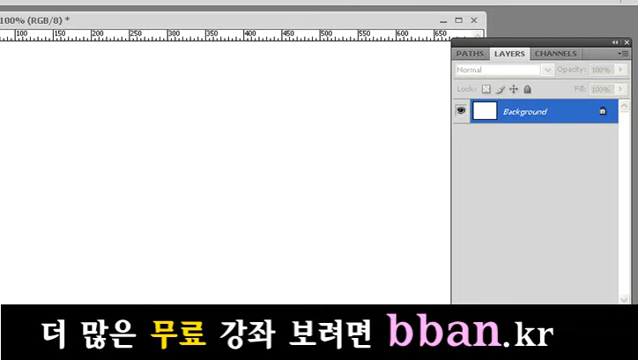 100% (RGB/8) *
100 150 200 250 300 350 400 450 500 550 600 650
PATHS LAYERS CHANNELS
Normal Opacity: 100%
Lock: Fill: 100%
Background
더 많은 무료 강좌 보려면 bban.kr